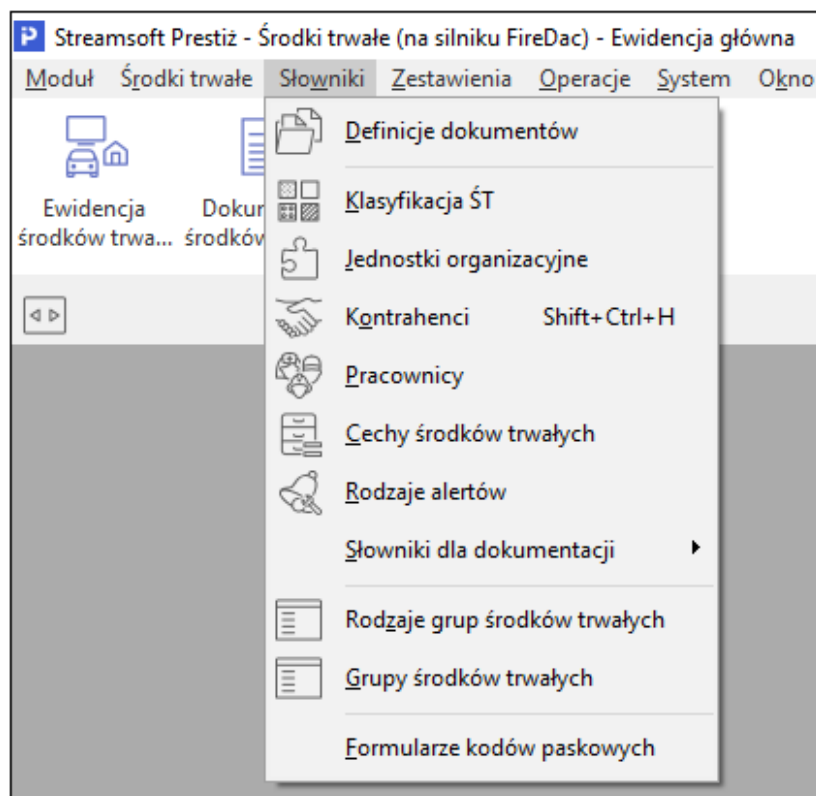 Streamsoft Prestiż - Środki trwałe (na silniku FireDac) - Ewidencja główna
Moduł Środki trwałe Słowniki Zestawienia Operacje System Okno
Ewidencja
środków trwa...
Dokur
środków
Definicje dokumentów
Klasyfikacja ŚT
Jednostki organizacyjne
Kontrahenci Shift+Ctrl+H
Pracownicy
Cechy środków trwałych
Rodzaje alertów
Słowniki dla dokumentacji
Rodzaje grup środków trwałych
Grupy środków trwałych
Formularze kodów paskowych